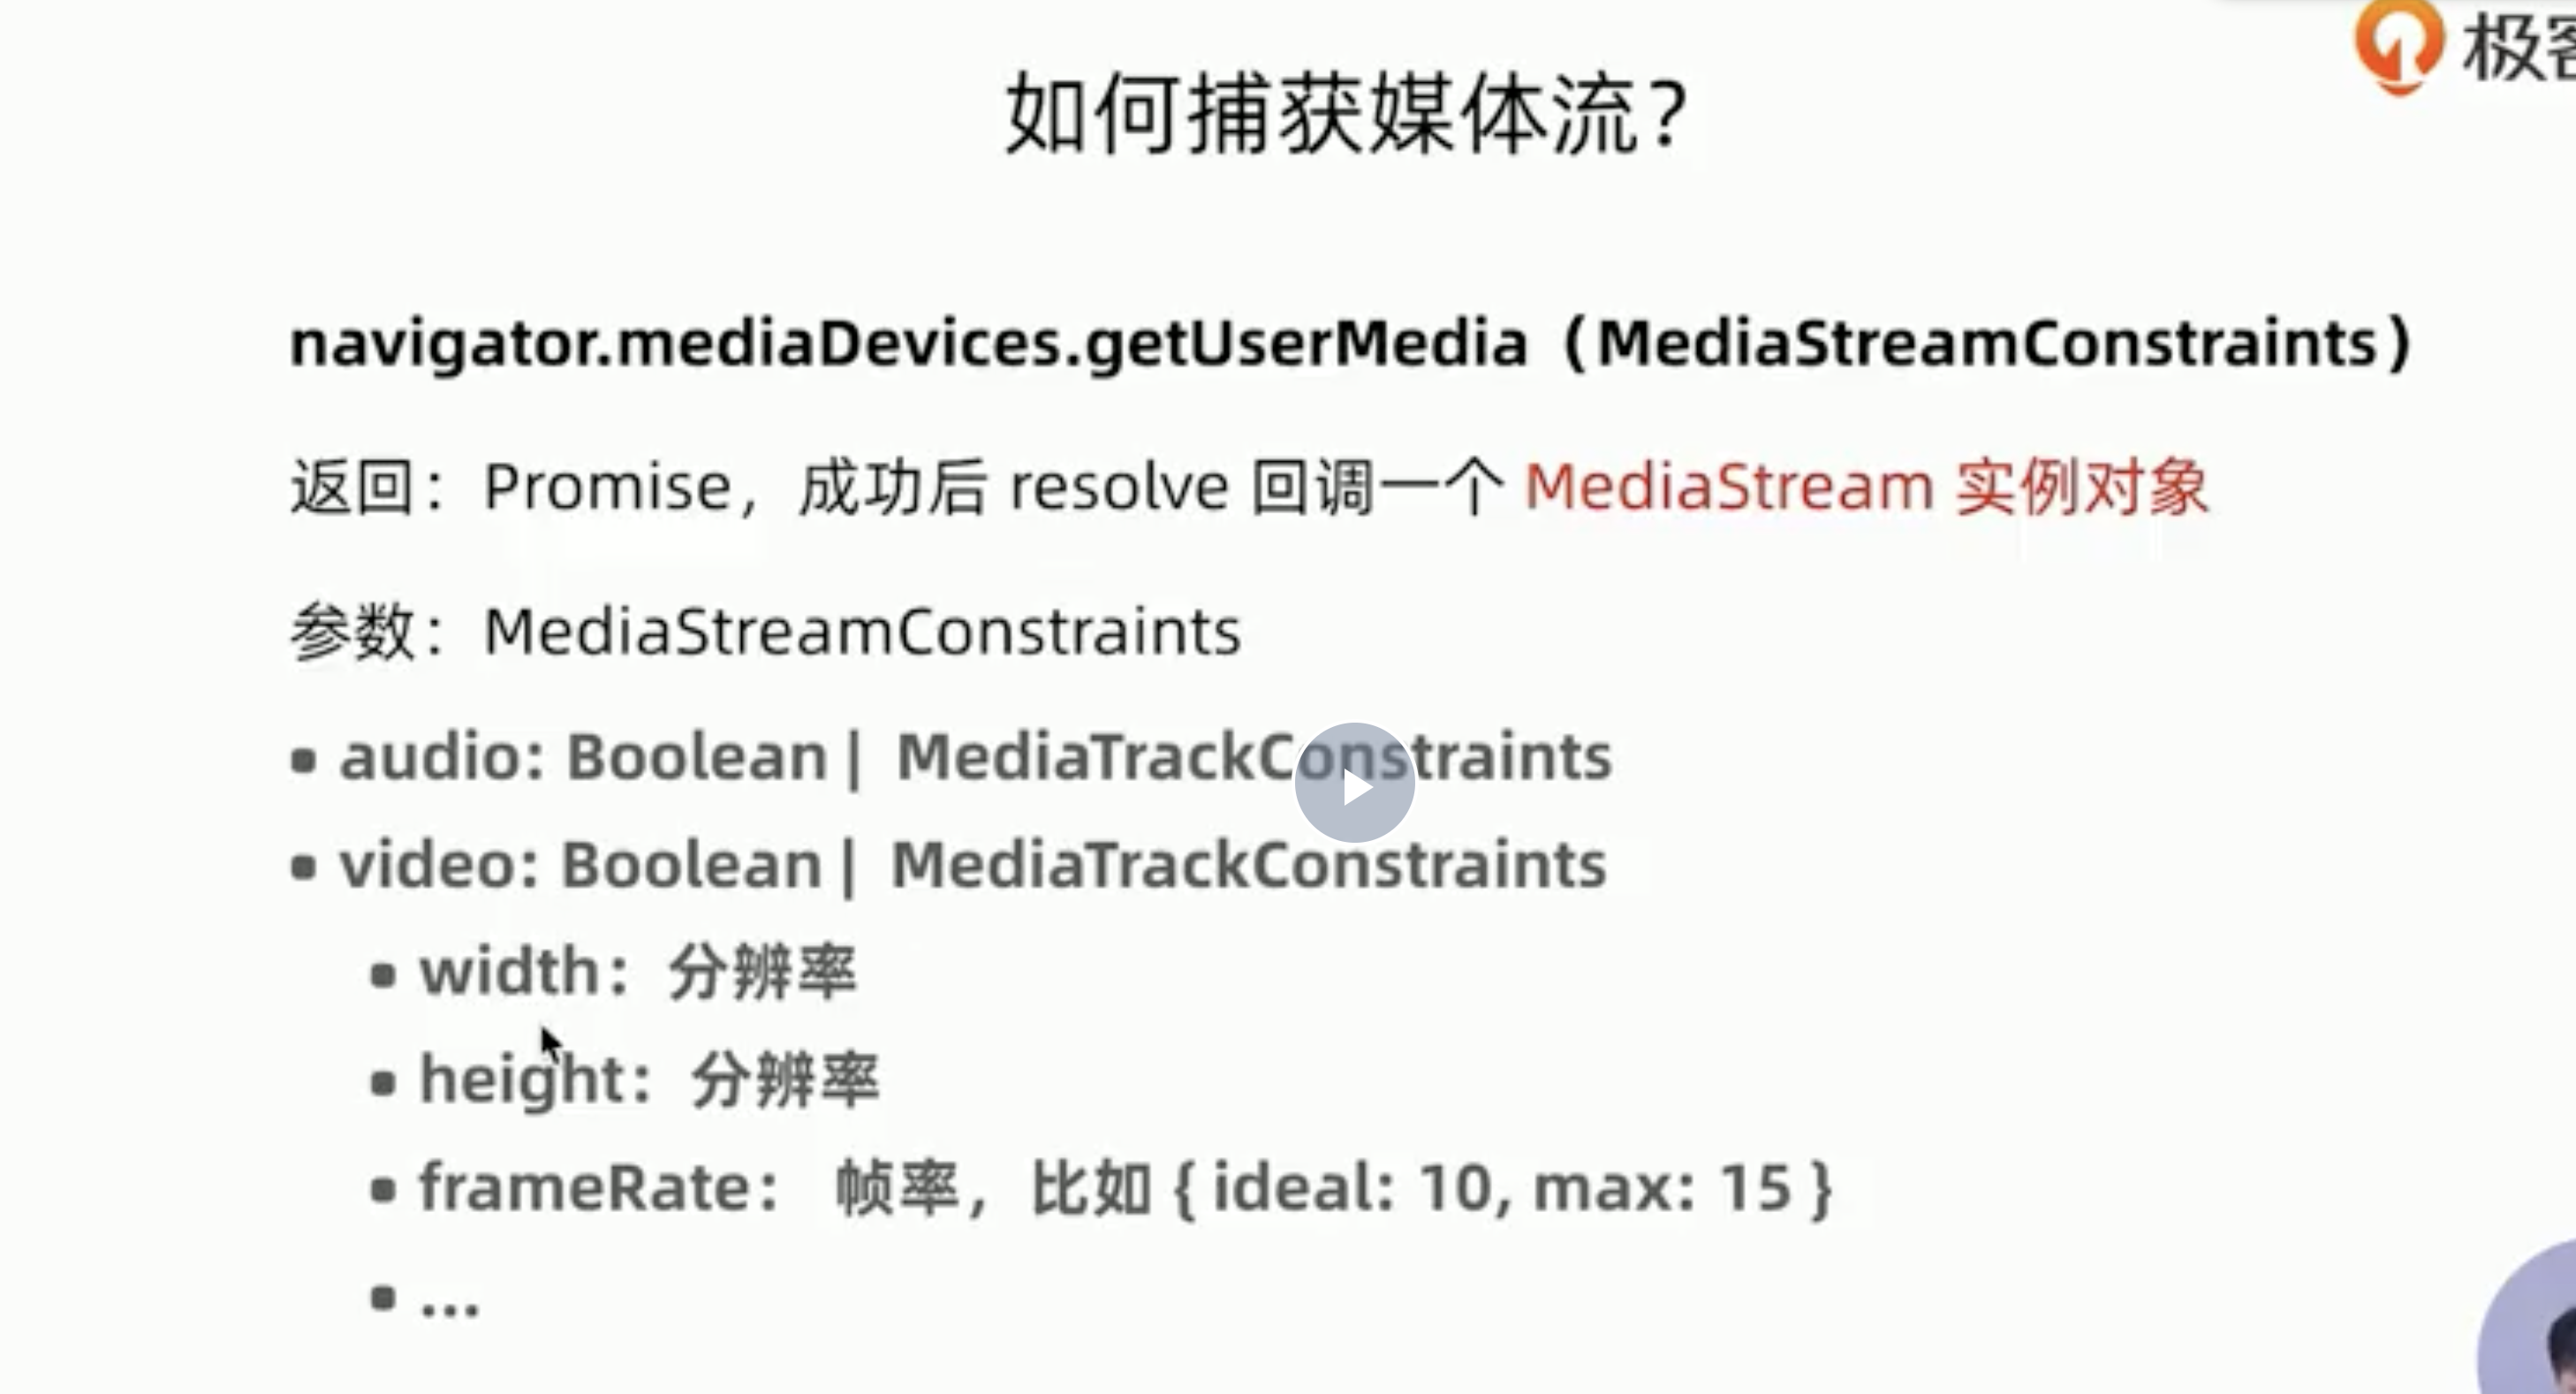 极客
如何捕获媒体流？
navigator.mediaDevices.getUserMedia（MediaStreamConstraints）
返回：Promise，成功后 resolve 回调一个 MediaStream 实例对象
参数：MediaStreamConstraints
• audio: Boolean | MediaTrackConstraints
• video: Boolean | MediaTrackConstraints
• width：分辨率
• height：分辨率
• frameRate： 帧率，比如 { ideal: 10, max: 15 }
• ...